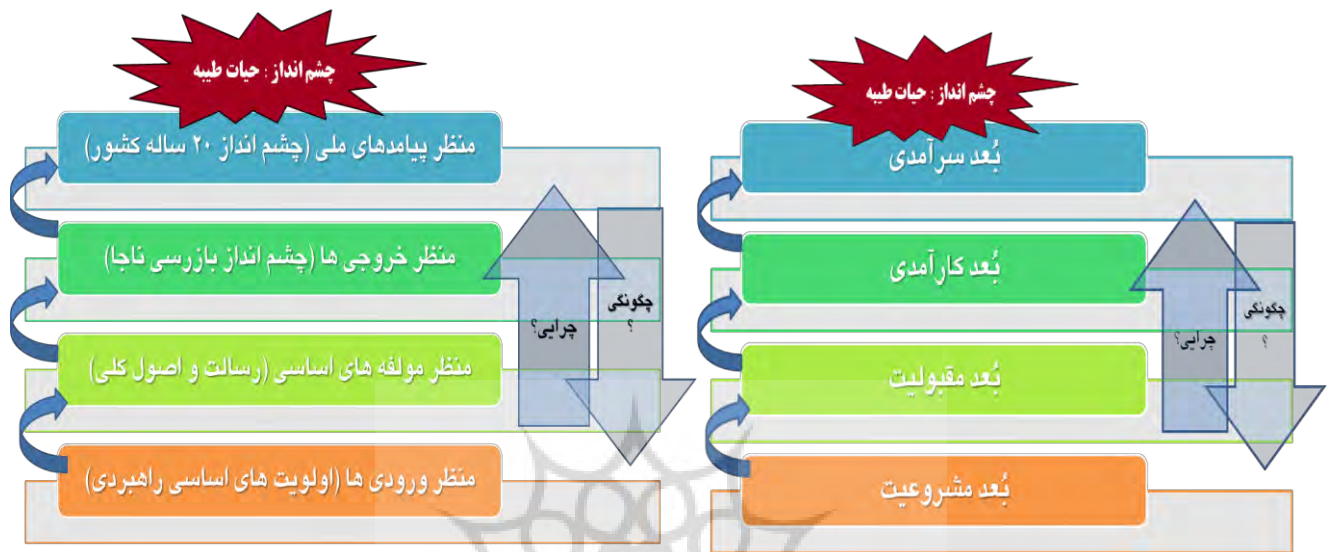 چشم انداز : حیات طیبه
بُعد سرآمدی
بُعد کارآمدی
بُعد مقبولیت
بُعد مشروعیت
چرایی؟
چگونگی
؟
چشم انداز : حیات طیبه
منظر پیامدهای ملی (چشم انداز ۲۰ ساله کشور)
منظر خروجی ها (چشم انداز بازرسی ناجا)
منظر مولفه های اساسی (رسالت و اصول کلی)
منظر ورودی ها (اولویت های اساسی راهبردی)
چرایی؟
چگونگی
؟